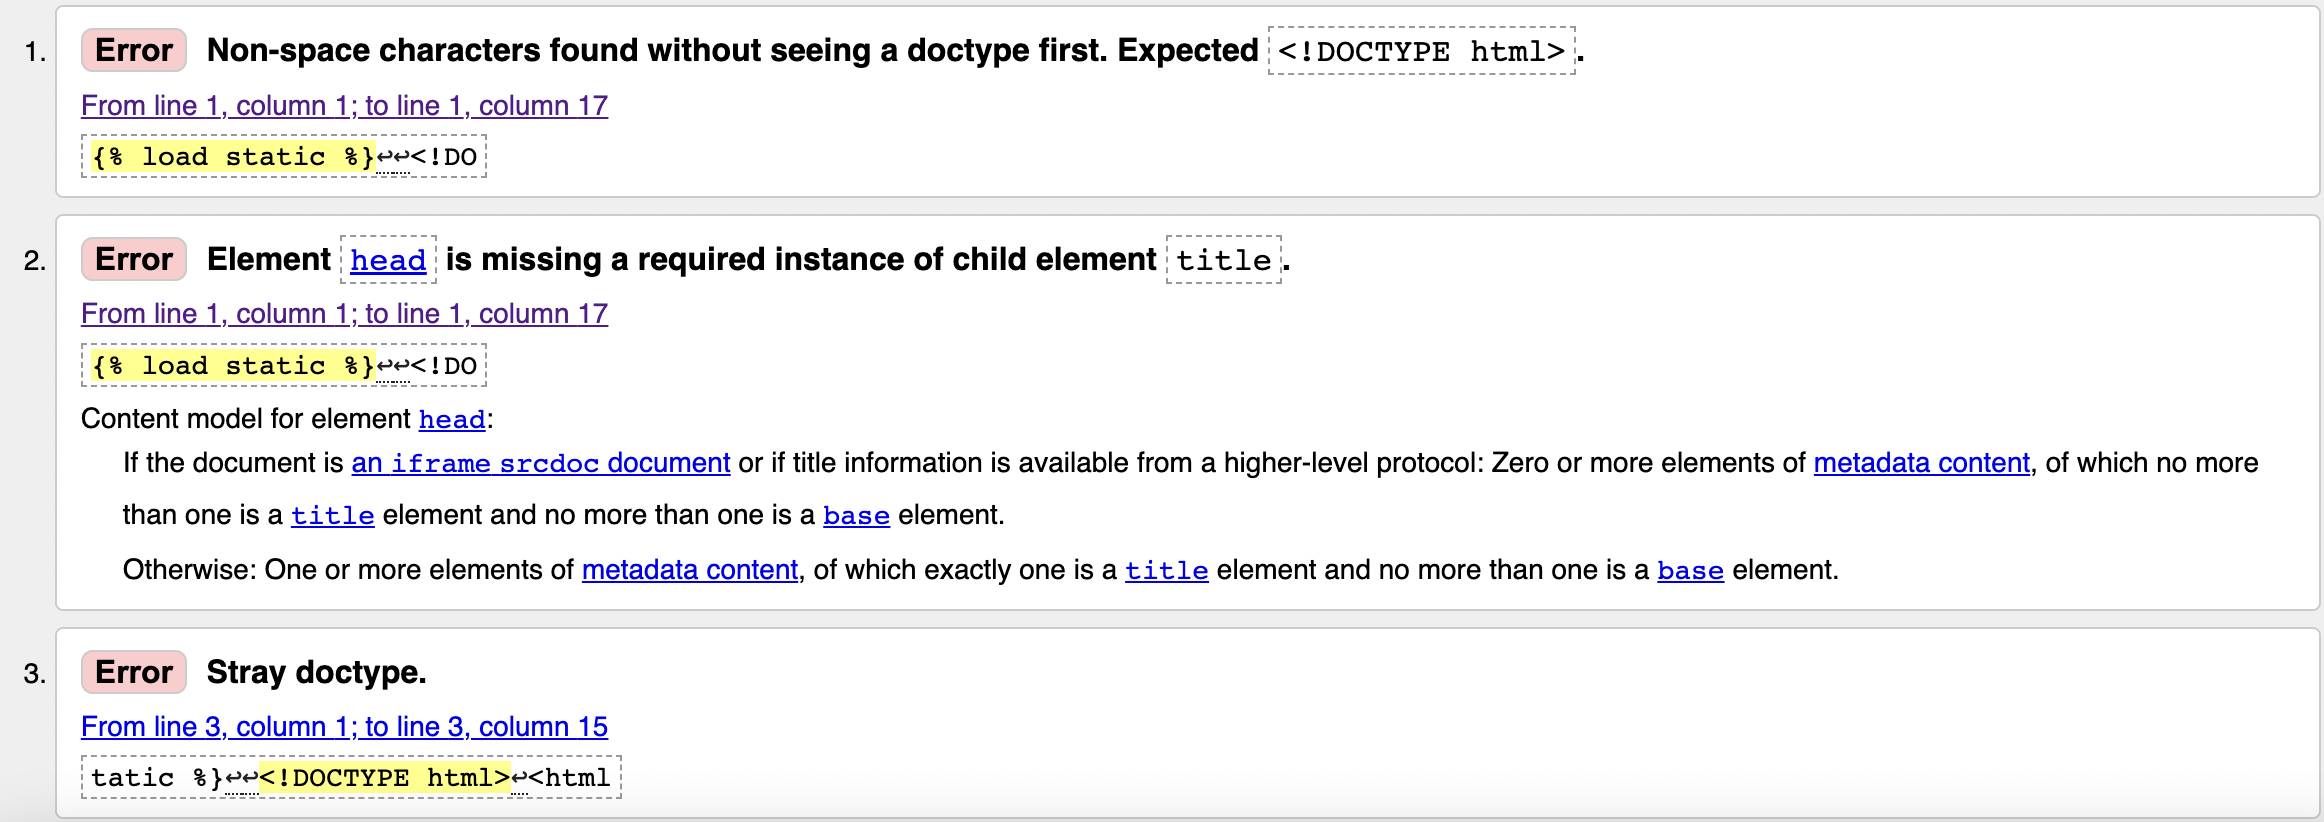 1. Error Non-space characters found without seeing a doctype first. Expected <!DOCTYPE html>.
From line 1, column 1; to line 1, column 17
{% load static %}↩↩<!DO
2. Error Element head is missing a required instance of child element title.
From line 1, column 1; to line 1, column 17
{% load static %}↩↩<!DO
Content model for element head:
If the document is an iframe srcdoc document or if title information is available from a higher-level protocol: Zero or more elements of metadata content, of which no more
than one is a title element and no more than one is a base element.
Otherwise: One or more elements of metadata content, of which exactly one is a title element and no more than one is a base element.
3. Error Stray doctype.
From line 3, column 1; to line 3, column 15
tatic %}↩↩<!DOCTYPE html>↩<html